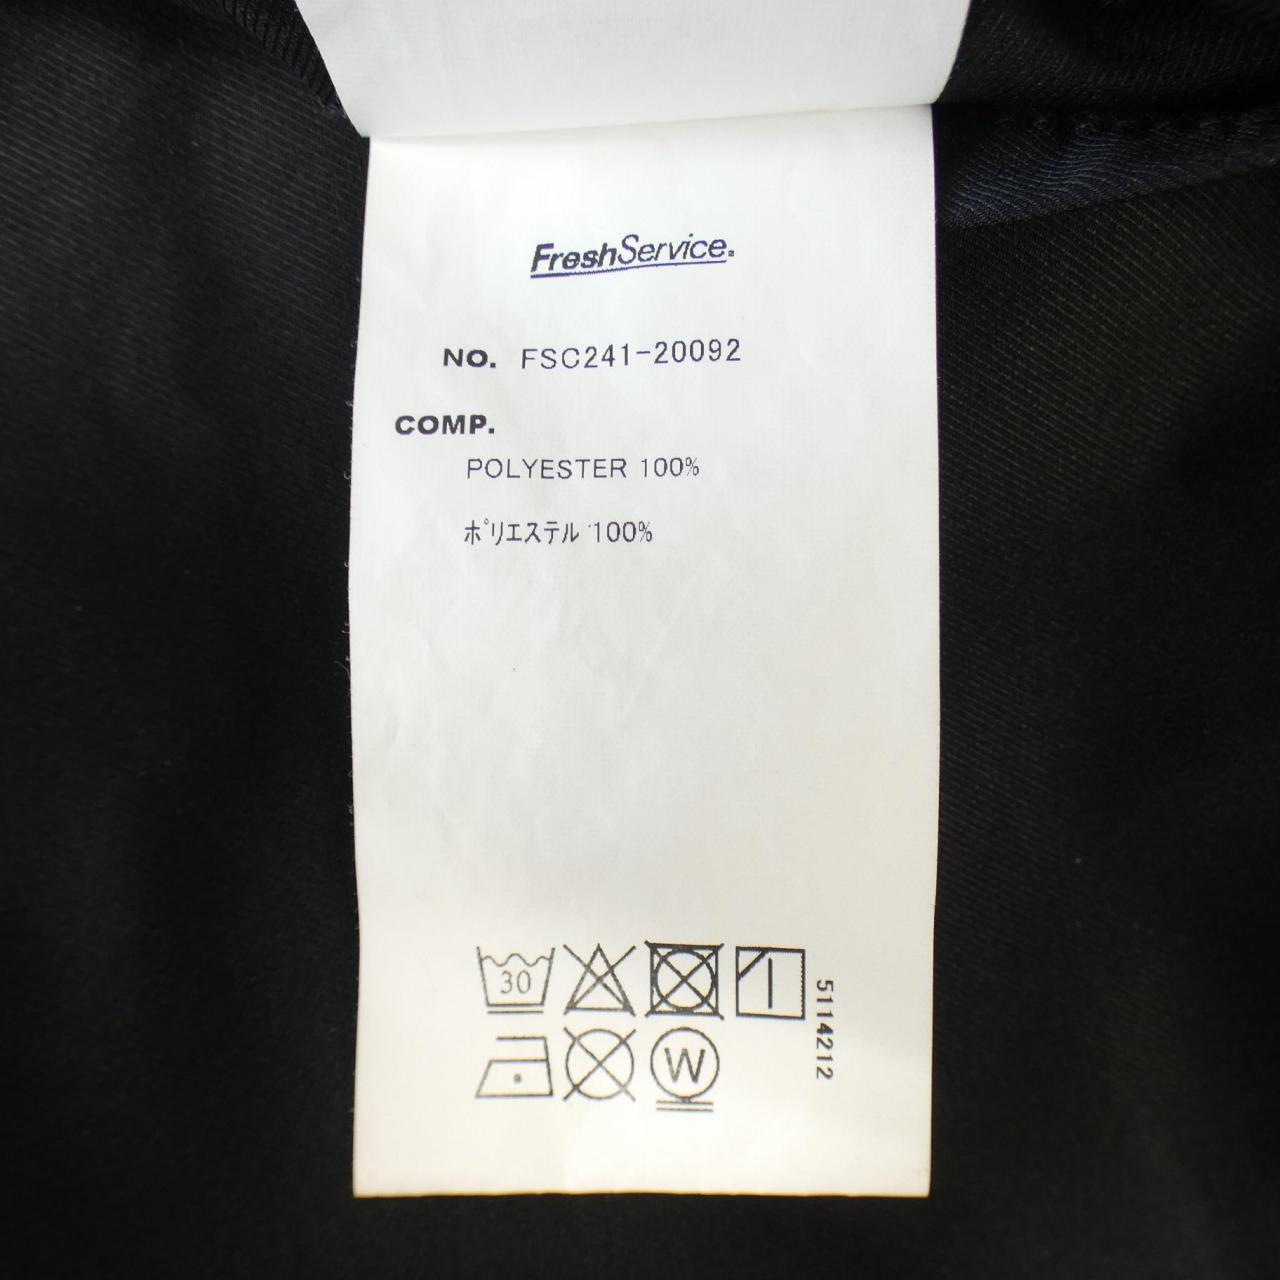 FreshService.
NO. FSC241-20092
COMP.
POLYESTER 100%
ポリエステル 100%
30
W
5114212